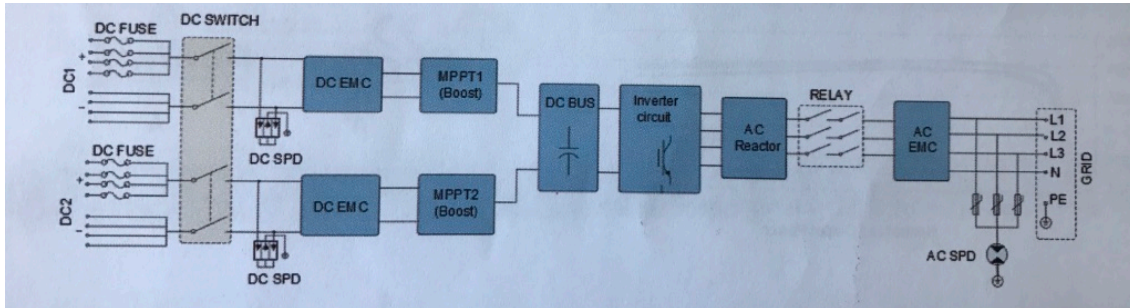 DC SWITCH
DC FUSE
+
DC1
-
DC EMC
MPPT1
(Boost)
DC SPD
DC FUSE
+
DC2
-
DC EMC
MPPT2
(Boost)
DC SPD
DC BUS
Inverter
circuit
AC
Reactor
RELAY
AC
EMC
L1
L2
L3
N
PE
GRID
AC SPD